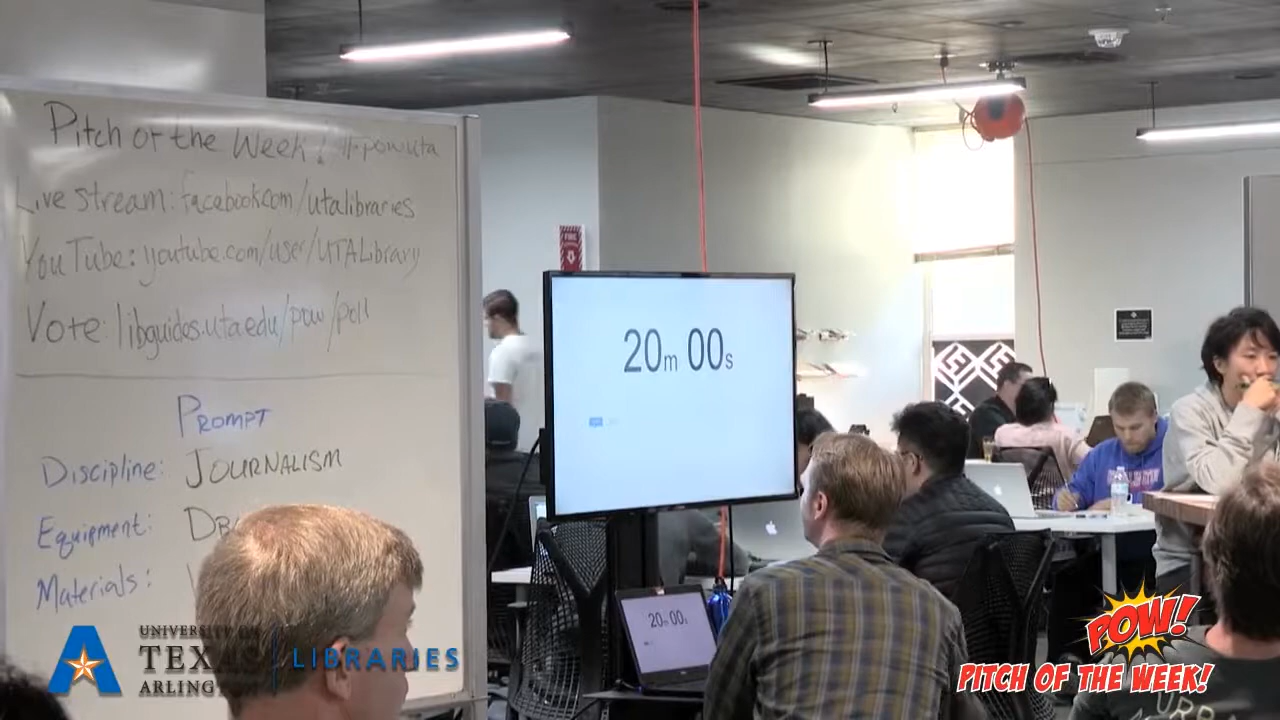 Pitch of the Week! #powuta
Live stream: facebook.com/utalibraries
YouTube: youtube.com/user/UTALibrary
Vote: libguides.uta.edu/pow/poll
PROMPT
Discipline: JOURNALISM
Equipment:
Materials:
FIRE
20m 00s
20m 00s
UNIVERSITY OF
TEXAS
ARLINGTON
LIBRARIES
POW!
PITCH OF THE WEEK!